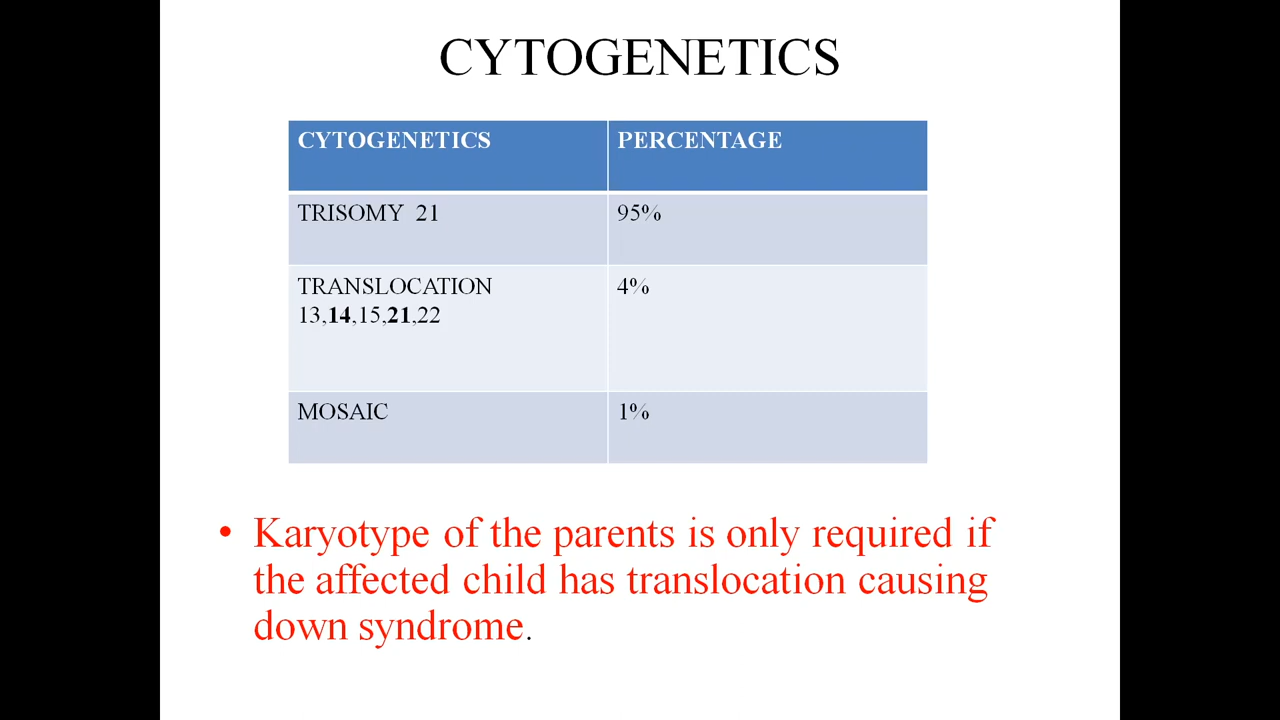 CYTOGENETICS
CYTOGENETICS PERCENTAGE
TRISOMY 21 95%
TRANSLOCATION 4%
13,14,15,21,22
MOSAIC 1%
• Karyotype of the parents is only required if
the affected child has translocation causing
down syndrome.